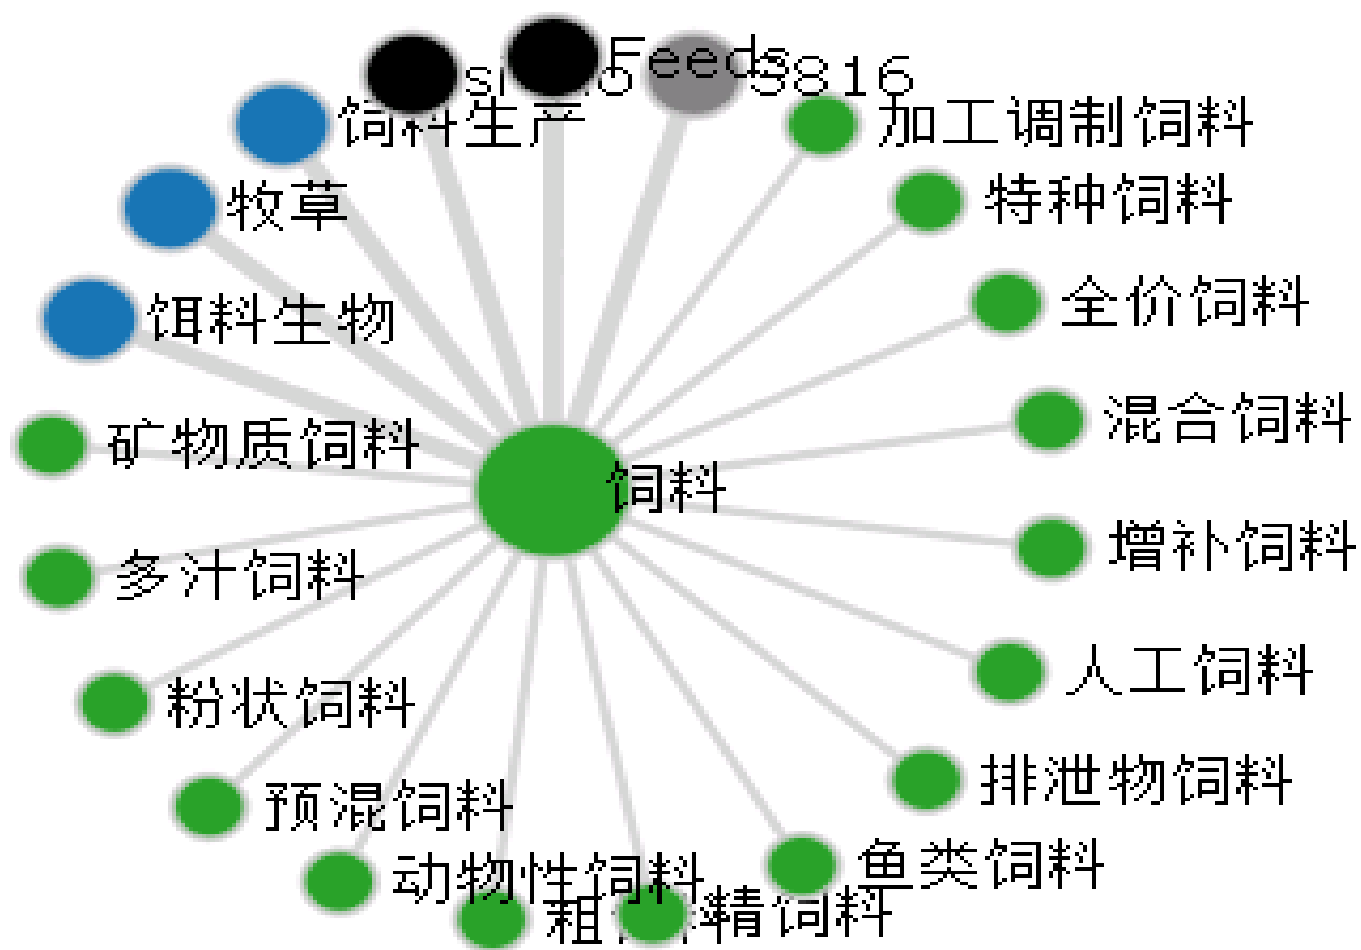 Feeds
饲料生产
加工调制饲料
牧草
特种饲料
饵料生物
全价饲料
混合饲料
矿物质饲料
饲料
增补饲料
多汁饲料
人工饲料
粉状饲料
排泄物饲料
预混饲料
鱼类饲料
动物性饲料
精饲料